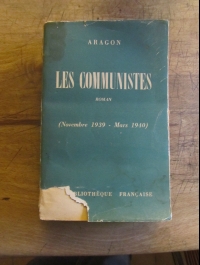 ARAGON
LES COMMUNISTES
ROMAN
(Novembre 1939 - Mars 1940)
BIBLIOTHÈQUE FRANÇAISE